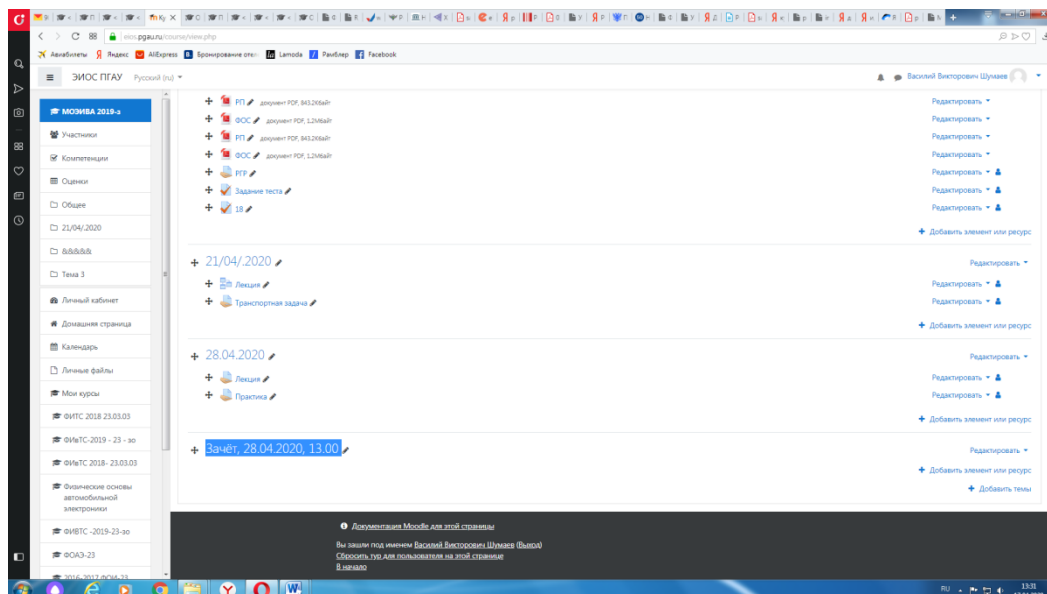 eios.pgau.ru/course/view.php
Авиабилеты Яндекс AliExpress Бронирование отел Lamoda Рамблер Facebook
ЭИОС ПГАУ Русский (ru)
Василий Викторович Шумаев
МОЭИВА 2019-з
Участники
Компетенции
Оценки
Общее
21/04/.2020
&&&&&
Тема 3
Личный кабинет
Домашняя страница
Календарь
Личные файлы
Мои курсы
ФИТС 2018 23.03.03
ФИвТС-2019 - 23 - зо
ФИвТС 2018- 23.03.03
Физические основы
автомобильной
электроники
ФИВТС -2019-23-зо
ФОАЭ-23
2016-2017 ФОИ-23
РП документ PDF, 843.2Кбайт Редактировать
ФОС документ PDF, 1.2Мбайт Редактировать
РП документ PDF, 843.2Кбайт Редактировать
ФОС документ PDF, 1.2Мбайт Редактировать
РГР Редактировать
Задание теста Редактировать
18 Редактировать
Добавить элемент или ресурс
21/04/.2020 Редактировать
Лекция Редактировать
Транспортная задача Редактировать
Добавить элемент или ресурс
28.04.2020 Редактировать
Лекция Редактировать
Практика Редактировать
Добавить элемент или ресурс
Зачёт, 28.04.2020, 13.00 Редактировать
Добавить элемент или ресурс
Добавить темы
Документация Moodle для этой страницы
Вы зашли под именем Василий Викторович Шумаев (Выход)
Сбросить тур для пользователя на этой странице
В начало
RU 13:31